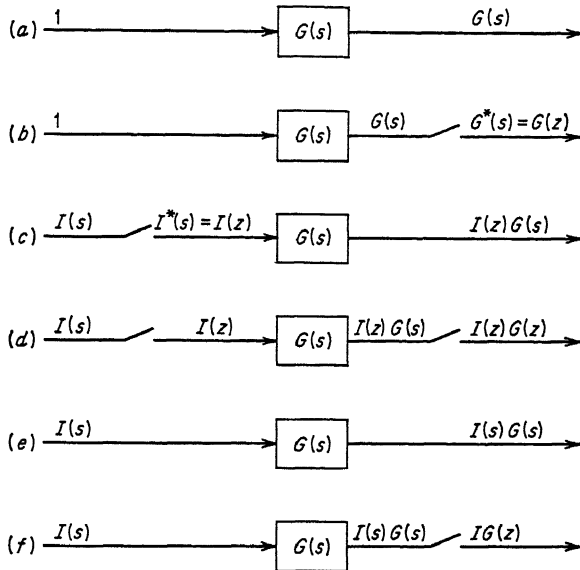 (a) 1 G(s) G(s)
(b) 1 G(s) G(s) G*(s) = G(z)
(c) I(s) I*(s) = I(z) G(s) I(z) G(s)
(d) I(s) I(z) G(s) I(z) G(s) I(z) G(z)
(e) I(s) G(s) I(s) G(s)
(f) I(s) G(s) I(s) G(s) IG(z)